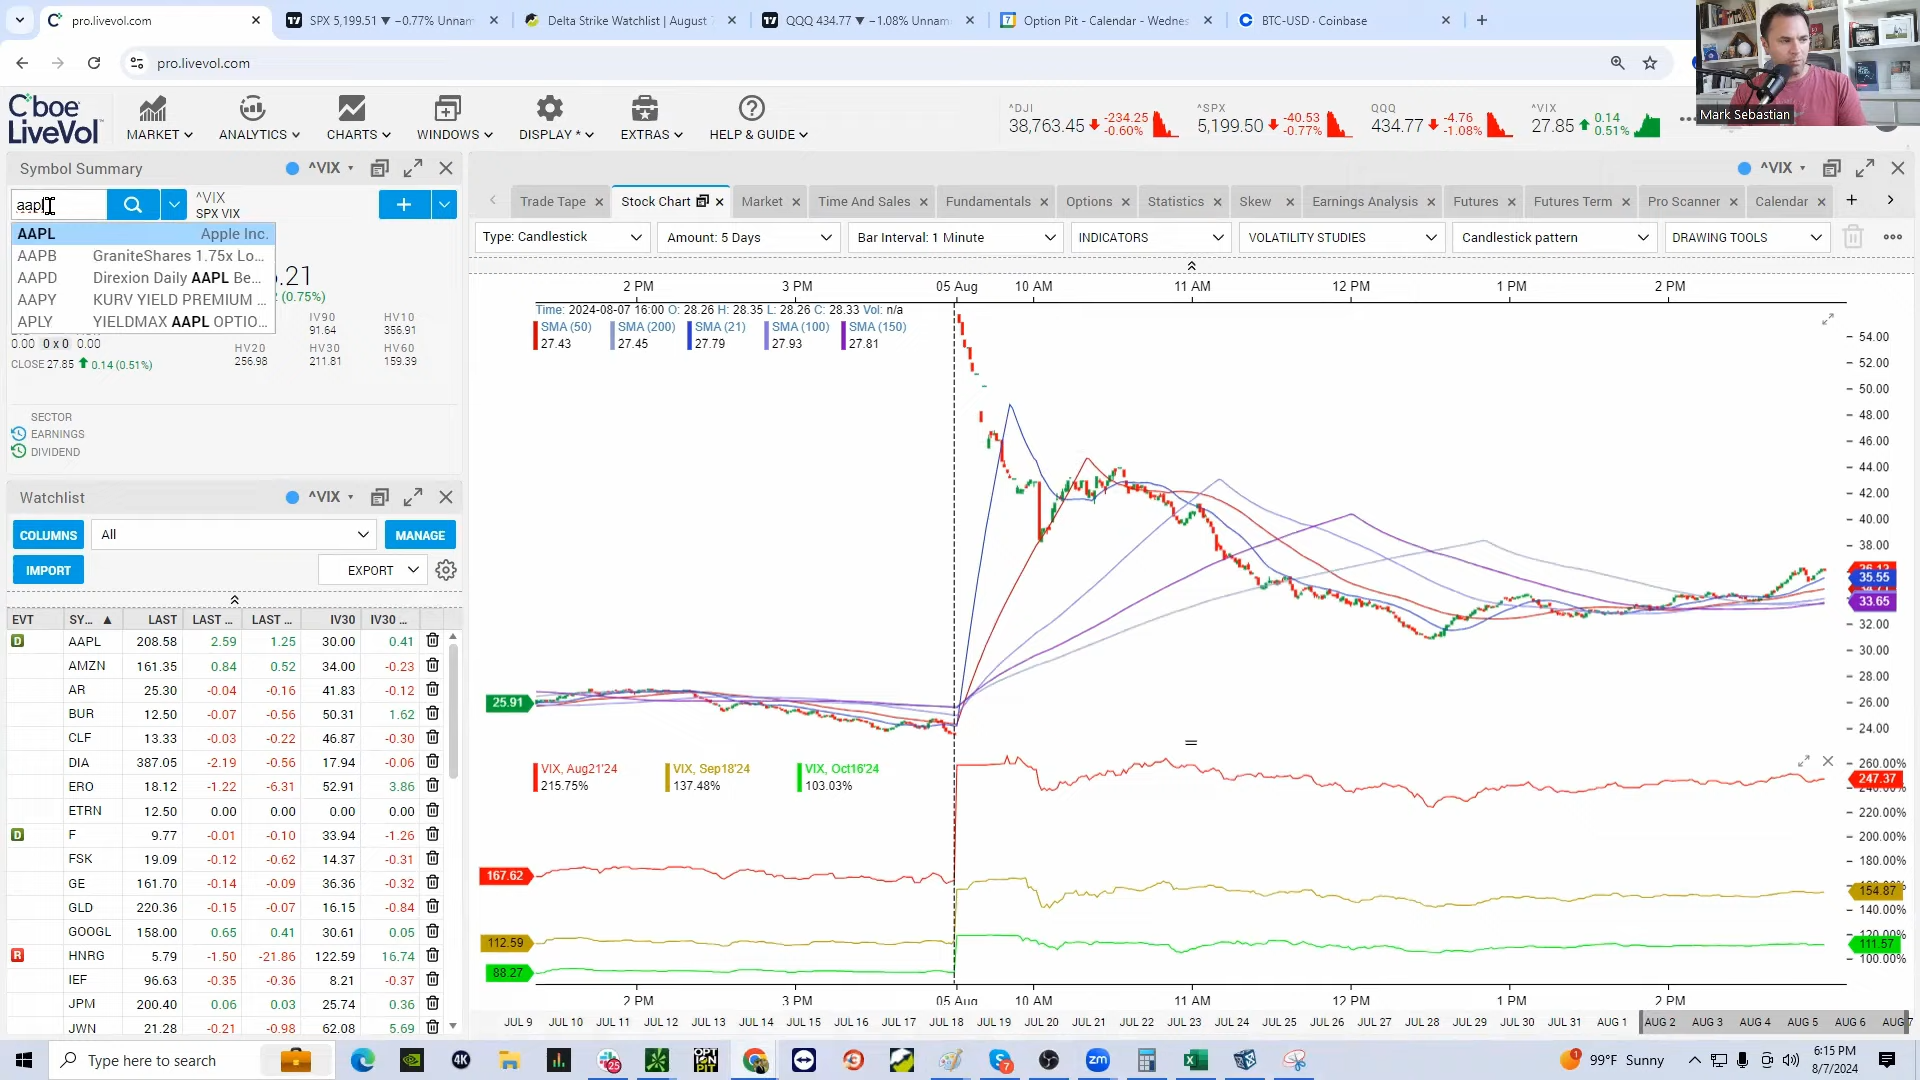 pro.livevol.com
SPX 5,199.51 ▼ −0.77% Unnam
Delta Strike Watchlist | August
QQQ 434.77 ▼ −1.08% Unnam
Option Pit - Calendar - Wednes
BTC-USD · Coinbase
pro.livevol.com
Cboe LiveVol
MARKET
ANALYTICS
CHARTS
WINDOWS
DISPLAY *
EXTRAS
HELP & GUIDE
^DJI 38,763.45 -234.25 -0.60%
^SPX 5,199.50 -40.53 -0.77%
QQQ 434.77 -4.76 -1.08%
^VIX 27.85 0.14 0.51%
Mark Sebastian
Symbol Summary ^VIX
aapl
^VIX
SPX VIX
AAPL Apple Inc.
AAPB GraniteShares 1.75x Lo...
AAPD Direxion Daily AAPL Be...
AAPY KURV YIELD PREMIUM ...
APLY YIELDMAX AAPL OPTIO...
.21
(0.75%)
IV90 HV10
91.64 356.91
0.00 0 x 0 0.00
HV20 HV30 HV60
256.98 211.81 159.39
CLOSE 27.85 0.14 (0.51%)
SECTOR
EARNINGS
DIVIDEND
Watchlist ^VIX
COLUMNS All MANAGE
IMPORT EXPORT
EVT SY... ▲ LAST LAST ... LAST ... IV30 IV30 ...
D AAPL 208.58 2.59 1.25 30.00 0.41
AMZN 161.35 0.84 0.52 34.00 -0.23
AR 25.30 -0.04 -0.16 41.83 -0.12
BUR 12.50 -0.07 -0.56 50.31 1.62
CLF 13.33 -0.03 -0.22 46.87 -0.30
DIA 387.05 -2.19 -0.56 17.94 -0.06
ERO 18.12 -1.22 -6.31 52.91 3.86
ETRN 12.50 0.00 0.00 0.00 0.00
D F 9.77 -0.01 -0.10 33.94 -1.26
FSK 19.09 -0.12 -0.62 14.37 -0.31
GE 161.70 -0.14 -0.09 36.36 -0.32
GLD 220.36 -0.15 -0.07 16.15 -0.84
GOOGL 158.00 0.65 0.41 30.61 0.05
R HNRG 5.79 -1.50 -21.86 122.59 16.74
IEF 96.63 -0.35 -0.36 8.21 -0.37
JPM 200.40 0.06 0.03 25.74 0.36
JWN 21.28 -0.21 -0.98 62.08 5.69
^VIX
Time Tape
Stock Chart
Market
Time And Sales
Fundamentals
Options
Statistics
Skew
Earnings Analysis
Futures
Futures Term
Pro Scanner
Calendar
Type: Candlestick
Amount: 5 Days
Bar Interval: 1 Minute
INDICATORS
VOLATILITY STUDIES
Candlestick pattern
DRAWING TOOLS
2 PM 3 PM 05 Aug 10 AM 11 AM 12 PM 1 PM 2 PM
Time: 2024-08-07 16:00 O: 28.26 H: 28.35 L: 28.26 C: 28.33 Vol: n/a
SMA (50) SMA (200) SMA (21) SMA (100) SMA (150)
27.43 27.45 27.79 27.93 27.81
54.00
52.00
50.00
48.00
46.00
44.00
42.00
40.00
38.00
35.55
33.65
32.00
30.00
28.00
26.00
24.00
25.91
VIX, Aug21'24 VIX, Sep18'24 VIX, Oct16'24
215.75% 137.48% 103.03%
260.00%
247.37
220.00%
200.00%
180.00%
154.87
140.00%
111.57
100.00%
167.62
112.59
88.27
2 PM 3 PM 05 Aug 10 AM 11 AM 12 PM 1 PM 2 PM
JUL 9 JUL 10 JUL 11 JUL 12 JUL 13 JUL 14 JUL 15 JUL 16 JUL 17 JUL 18 JUL 19 JUL 20 JUL 21 JUL 22 JUL 23 JUL 24 JUL 25 JUL 26 JUL 27 JUL 28 JUL 29 JUL 30 JUL 31 AUG 1 AUG 2 AUG 3 AUG 4 AUG 5 AUG 6 AUG 7
Type here to search
4K
25
OPT ION PIT
7
zm
1
99°F Sunny
6:15 PM
8/7/2024